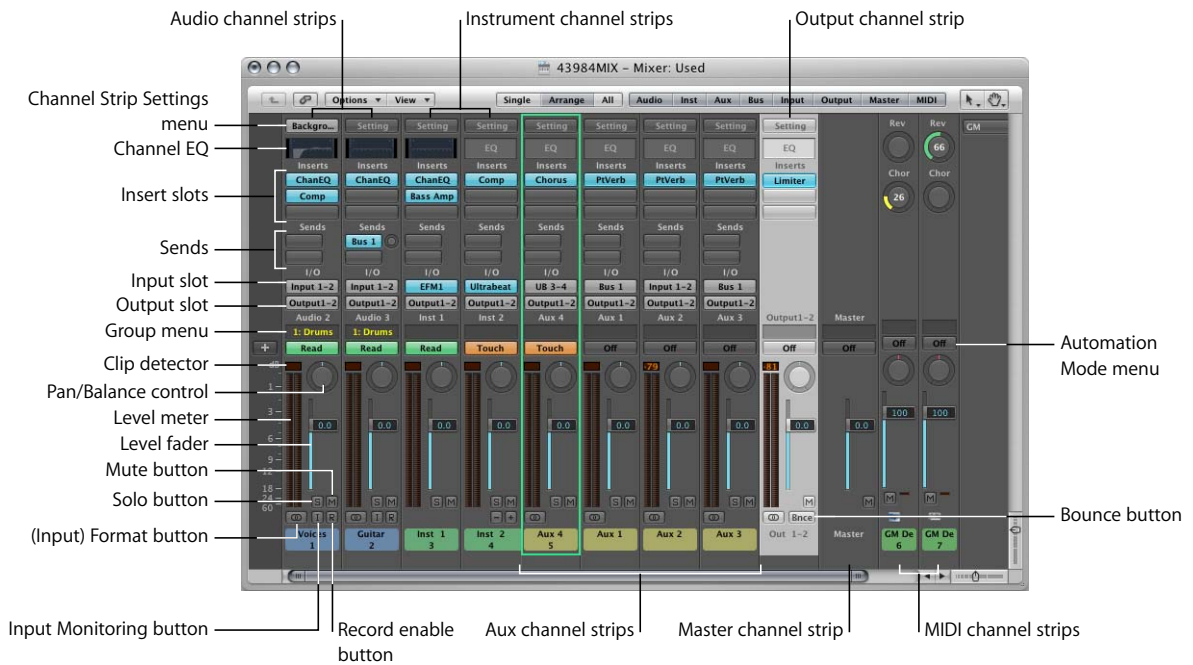 Audio channel strips
Instrument channel strips
Output channel strip
43984MIX – Mixer: Used
Channel Strip Settings
menu
Options View Single Arrange All Audio Inst Aux Bus Input Output Master MIDI
Backgro... Setting Setting Setting Setting Setting Setting Setting Setting Rev Rev GM
Channel EQ
EQ EQ EQ EQ EQ EQ 66
Inserts Inserts Inserts Inserts Inserts Inserts Inserts Inserts Inserts Chor Chor
ChanEQ ChanEQ ChanEQ Comp Chorus PtVerb PtVerb PtVerb Limiter
Insert slots
Comp Bass Amp 26
Sends Sends Sends Sends Sends Sends Sends Sends
Sends
Bus 1
I/O I/O I/O I/O I/O I/O I/O I/O
Input slot
Input 1-2 Input 1-2 EFM1 Ultrabeat UB 3-4 Bus 1 Input 1-2 Bus 1
Output slot
Output1-2 Output1-2 Output1-2 Output1-2 Output1-2 Output1-2 Output1-2 Output1-2
Audio 2 Audio 3 Inst 1 Inst 2 Aux 4 Aux 1 Aux 2 Aux 3 Output1-2 Master
Group menu
1: Drums 1: Drums
+ Read Read Read Touch Touch Off Off Off Off Off Off Off
Automation
Mode menu
Clip detector
dB -79 -81
Pan/Balance control
1
3
Level meter
100 100
0.0 0.0 0.0 0.0 0.0 0.0 0.0 0.0 0.0 0.0
Level fader
6
9
Mute button
12
18
Solo button
24
60
S M S M S M S M S M S M S M S M M M M M
(Input) Format button
I R I R - + Bnce
Bounce button
Voices Guitar Inst 1 Inst 2 Aux 4 Aux 1 Aux 2 Aux 3 Out 1-2 Master GM De GM De
1 2 3 4 5 6 7
Input Monitoring button
Record enable
button
Aux channel strips
Master channel strip
MIDI channel strips